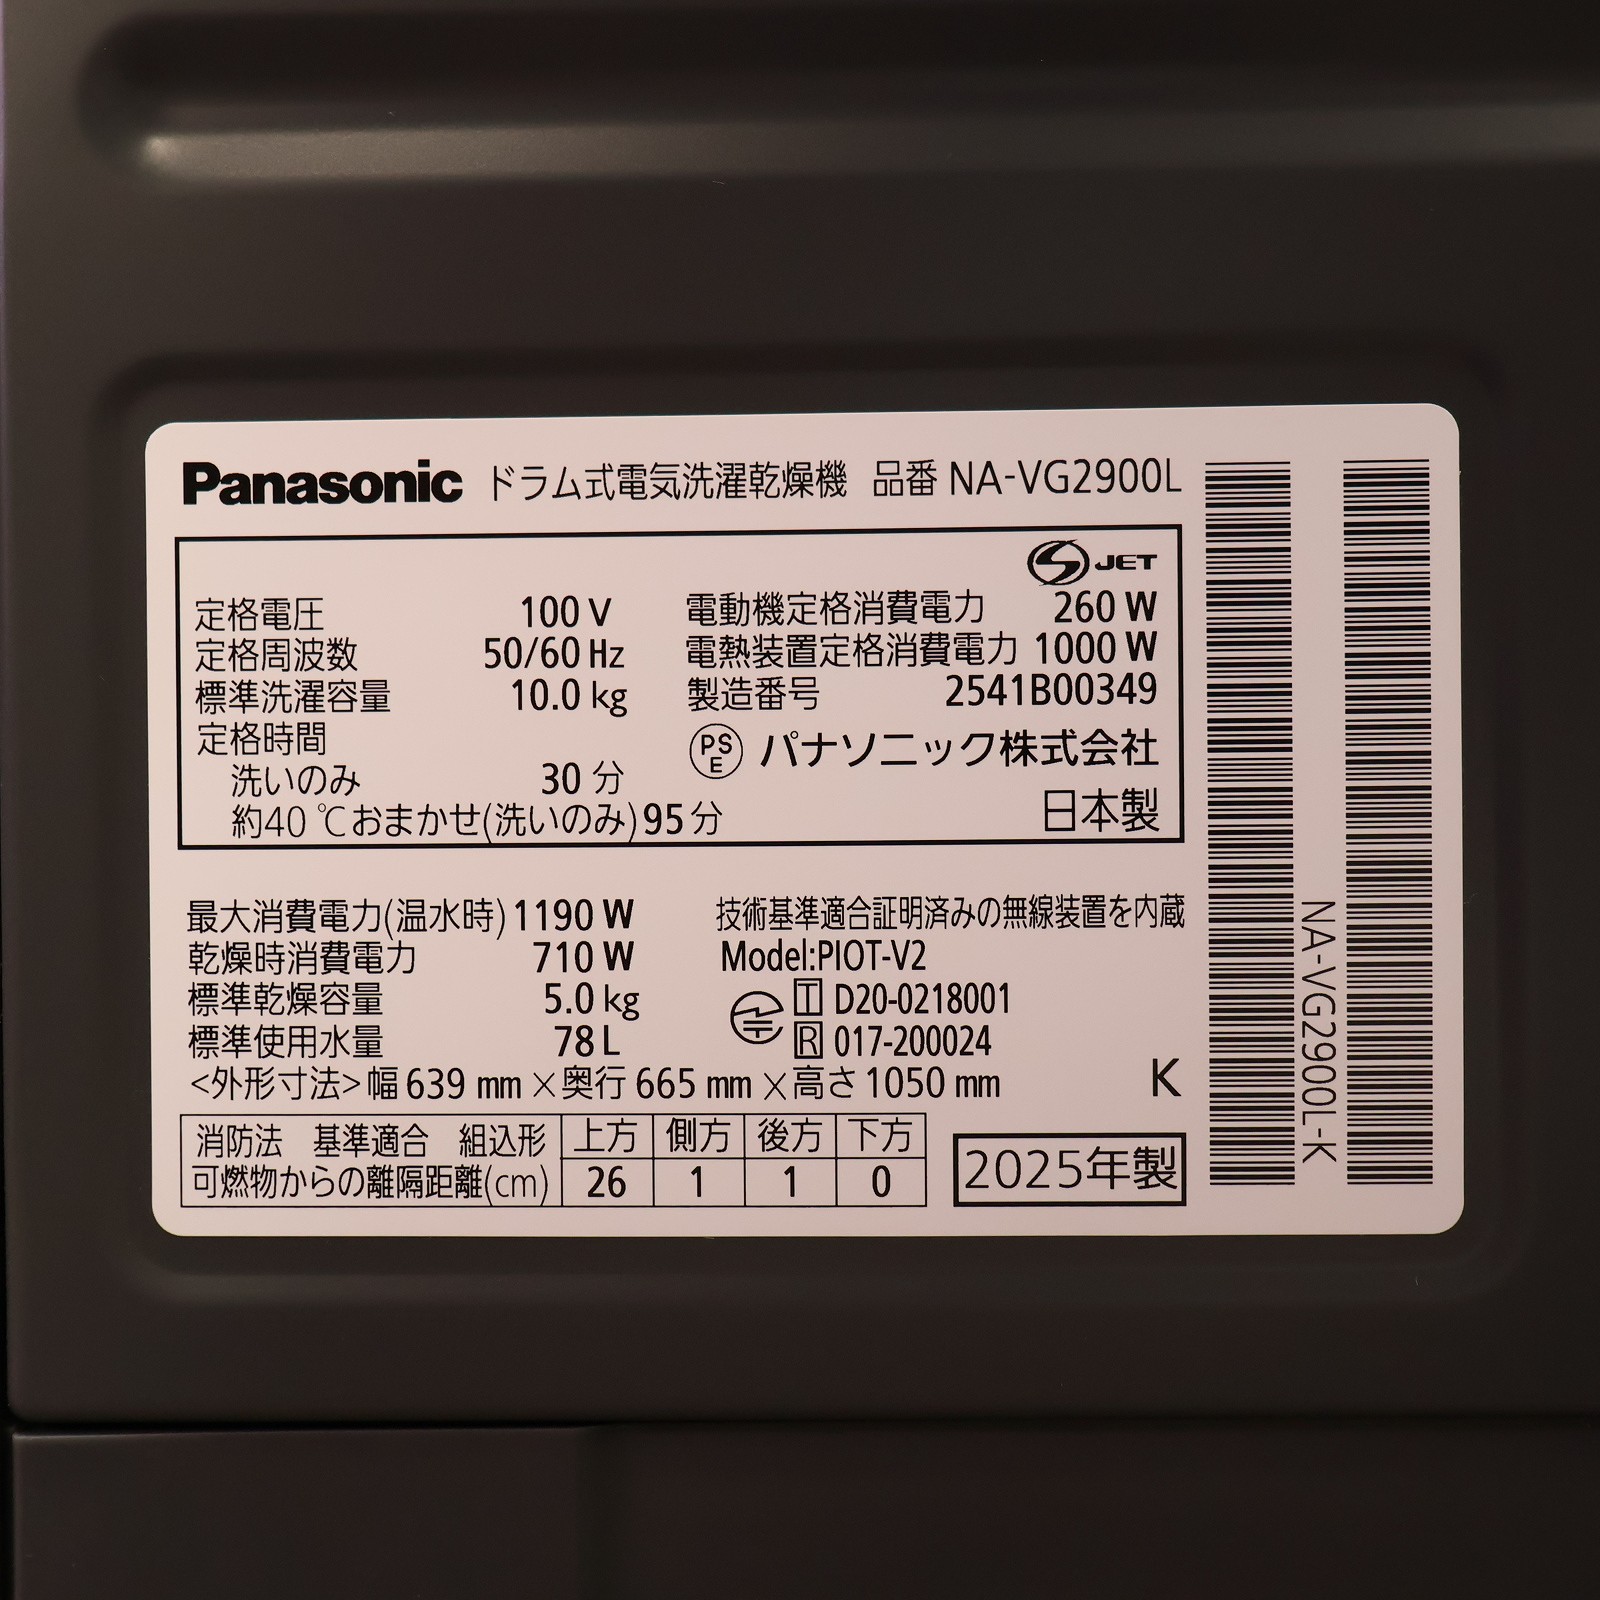 Panasonic ドラム式電気洗濯乾燥機 品番 NA-VG2900L
JET
定格電圧 100 V
定格周波数 50/60 Hz
標準洗濯容量 10.0 kg
定格時間
洗いのみ 30 分
約40℃おまかせ(洗いのみ) 95 分
電動機定格消費電力 260 W
電熱装置定格消費電力 1000 W
製造番号 2541B00349
PSE パナソニック株式会社
日本製
最大消費電力(温水時) 1190 W
乾燥時消費電力 710 W
標準乾燥容量 5.0 kg
標準使用水量 78 L
<外形寸法>幅 639 mm×奥行 665 mm×高さ 1050 mm
技術基準適合証明済みの無線装置を内蔵
Model:PIOT-V2
T D20-0218001
R 017-200024
K
消防法 基準適合 組込形 上方 側方 後方 下方
可燃物からの離隔距離(cm) 26 1 1 0
2025年製
NA-VG2900L-K